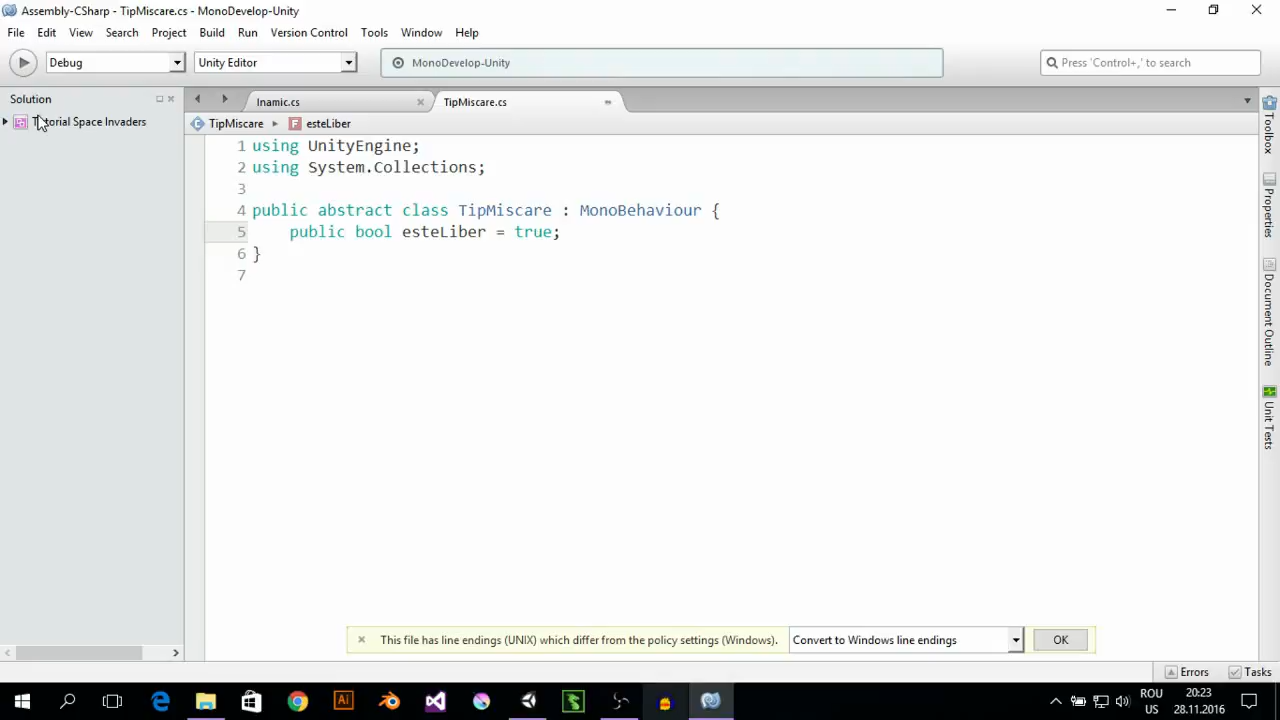 Assembly-CSharp - TipMiscare.cs - MonoDevelop-Unity
File Edit View Search Project Build Run Version Control Tools Window Help
Debug Unity Editor MonoDevelop-Unity Press 'Control+,' to search
Solution
Tutorial Space Invaders
Inamic.cs TipMiscare.cs
TipMiscare esteLiber
1 using UnityEngine;
2 using System.Collections;
3
4 public abstract class TipMiscare : MonoBehaviour {
5 public bool esteLiber = true;
6 }
7
Toolbox
Properties
Document Outline
Unit Tests
This file has line endings (UNIX) which differ from the policy settings (Windows). Convert to Windows line endings OK
Errors Tasks
Ai
ROU
US
20:23
28.11.2016